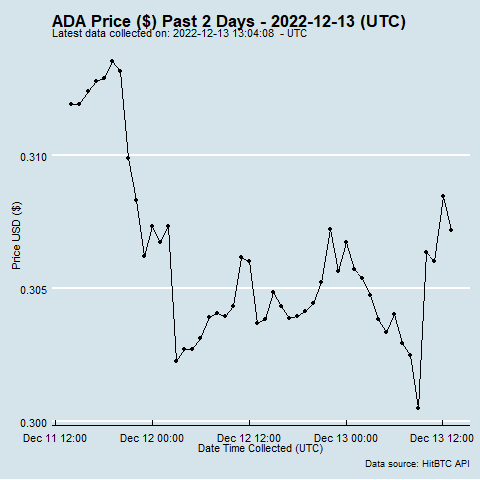 ADA Price ($) Past 2 Days - 2022-12-13 (UTC)
Latest data collected on: 2022-12-13 13:04:08  - UTC
0.310
Price USD ($)
0.305
0.300
Dec 11 12:00 Dec 12 00:00 Dec 12 12:00 Dec 13 00:00 Dec 13 12:00
Date Time Collected (UTC)
Data source: HitBTC API